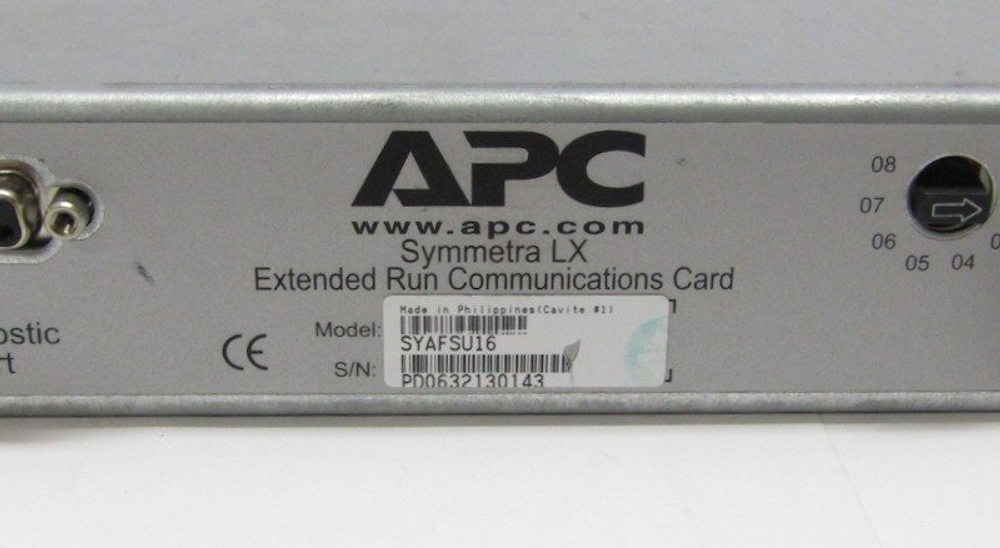 APC
www.apc.com
Symmetra LX
Extended Run Communications Card
Made in Philippines(Cavite #1)
Model:
SYAFSU16
S/N:
PD0632130143
CE
08
07
06
05 04